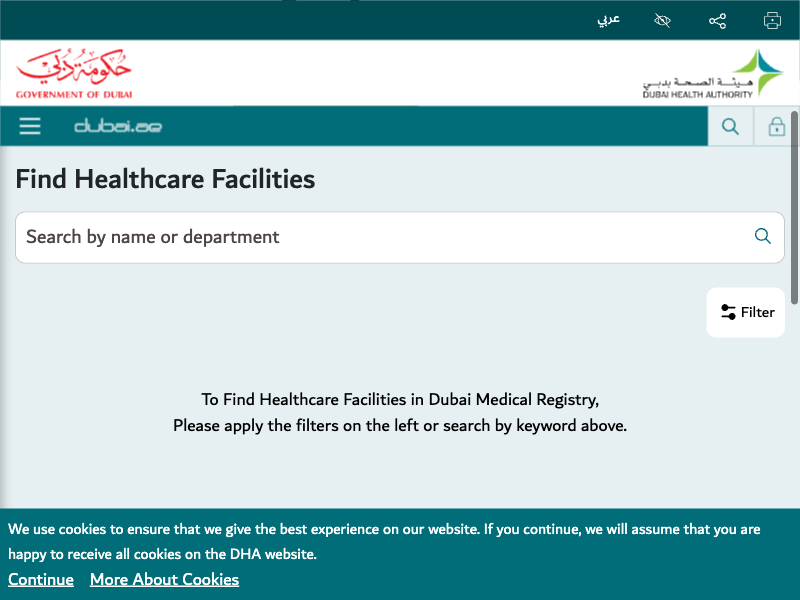 عربي
حكومة دبي
GOVERNMENT OF DUBAI
هيئة الصحة بدبي
DUBAI HEALTH AUTHORITY
dubai.ae
Find Healthcare Facilities
Search by name or department
Filter
To Find Healthcare Facilities in Dubai Medical Registry,
Please apply the filters on the left or search by keyword above.
We use cookies to ensure that we give the best experience on our website. If you continue, we will assume that you are
happy to receive all cookies on the DHA website.
Continue More About Cookies